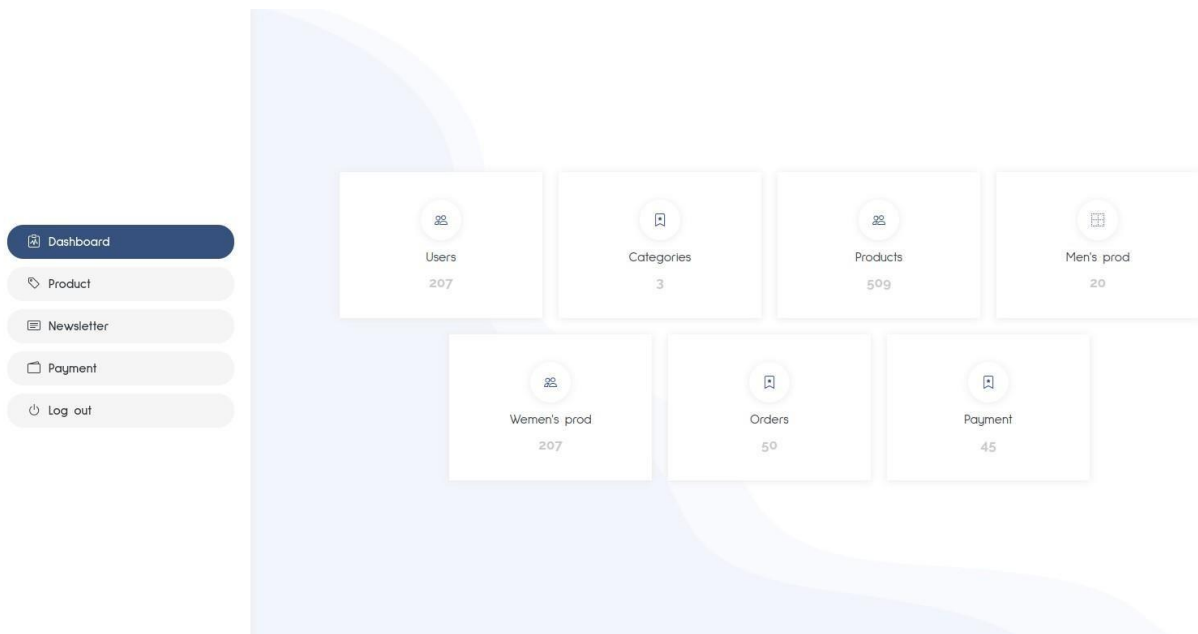 Dashboard
Product
Newsletter
Payment
Log out
Users
207
Categories
3
Products
509
Men's prod
20
Wemen's prod
207
Orders
50
Payment
45